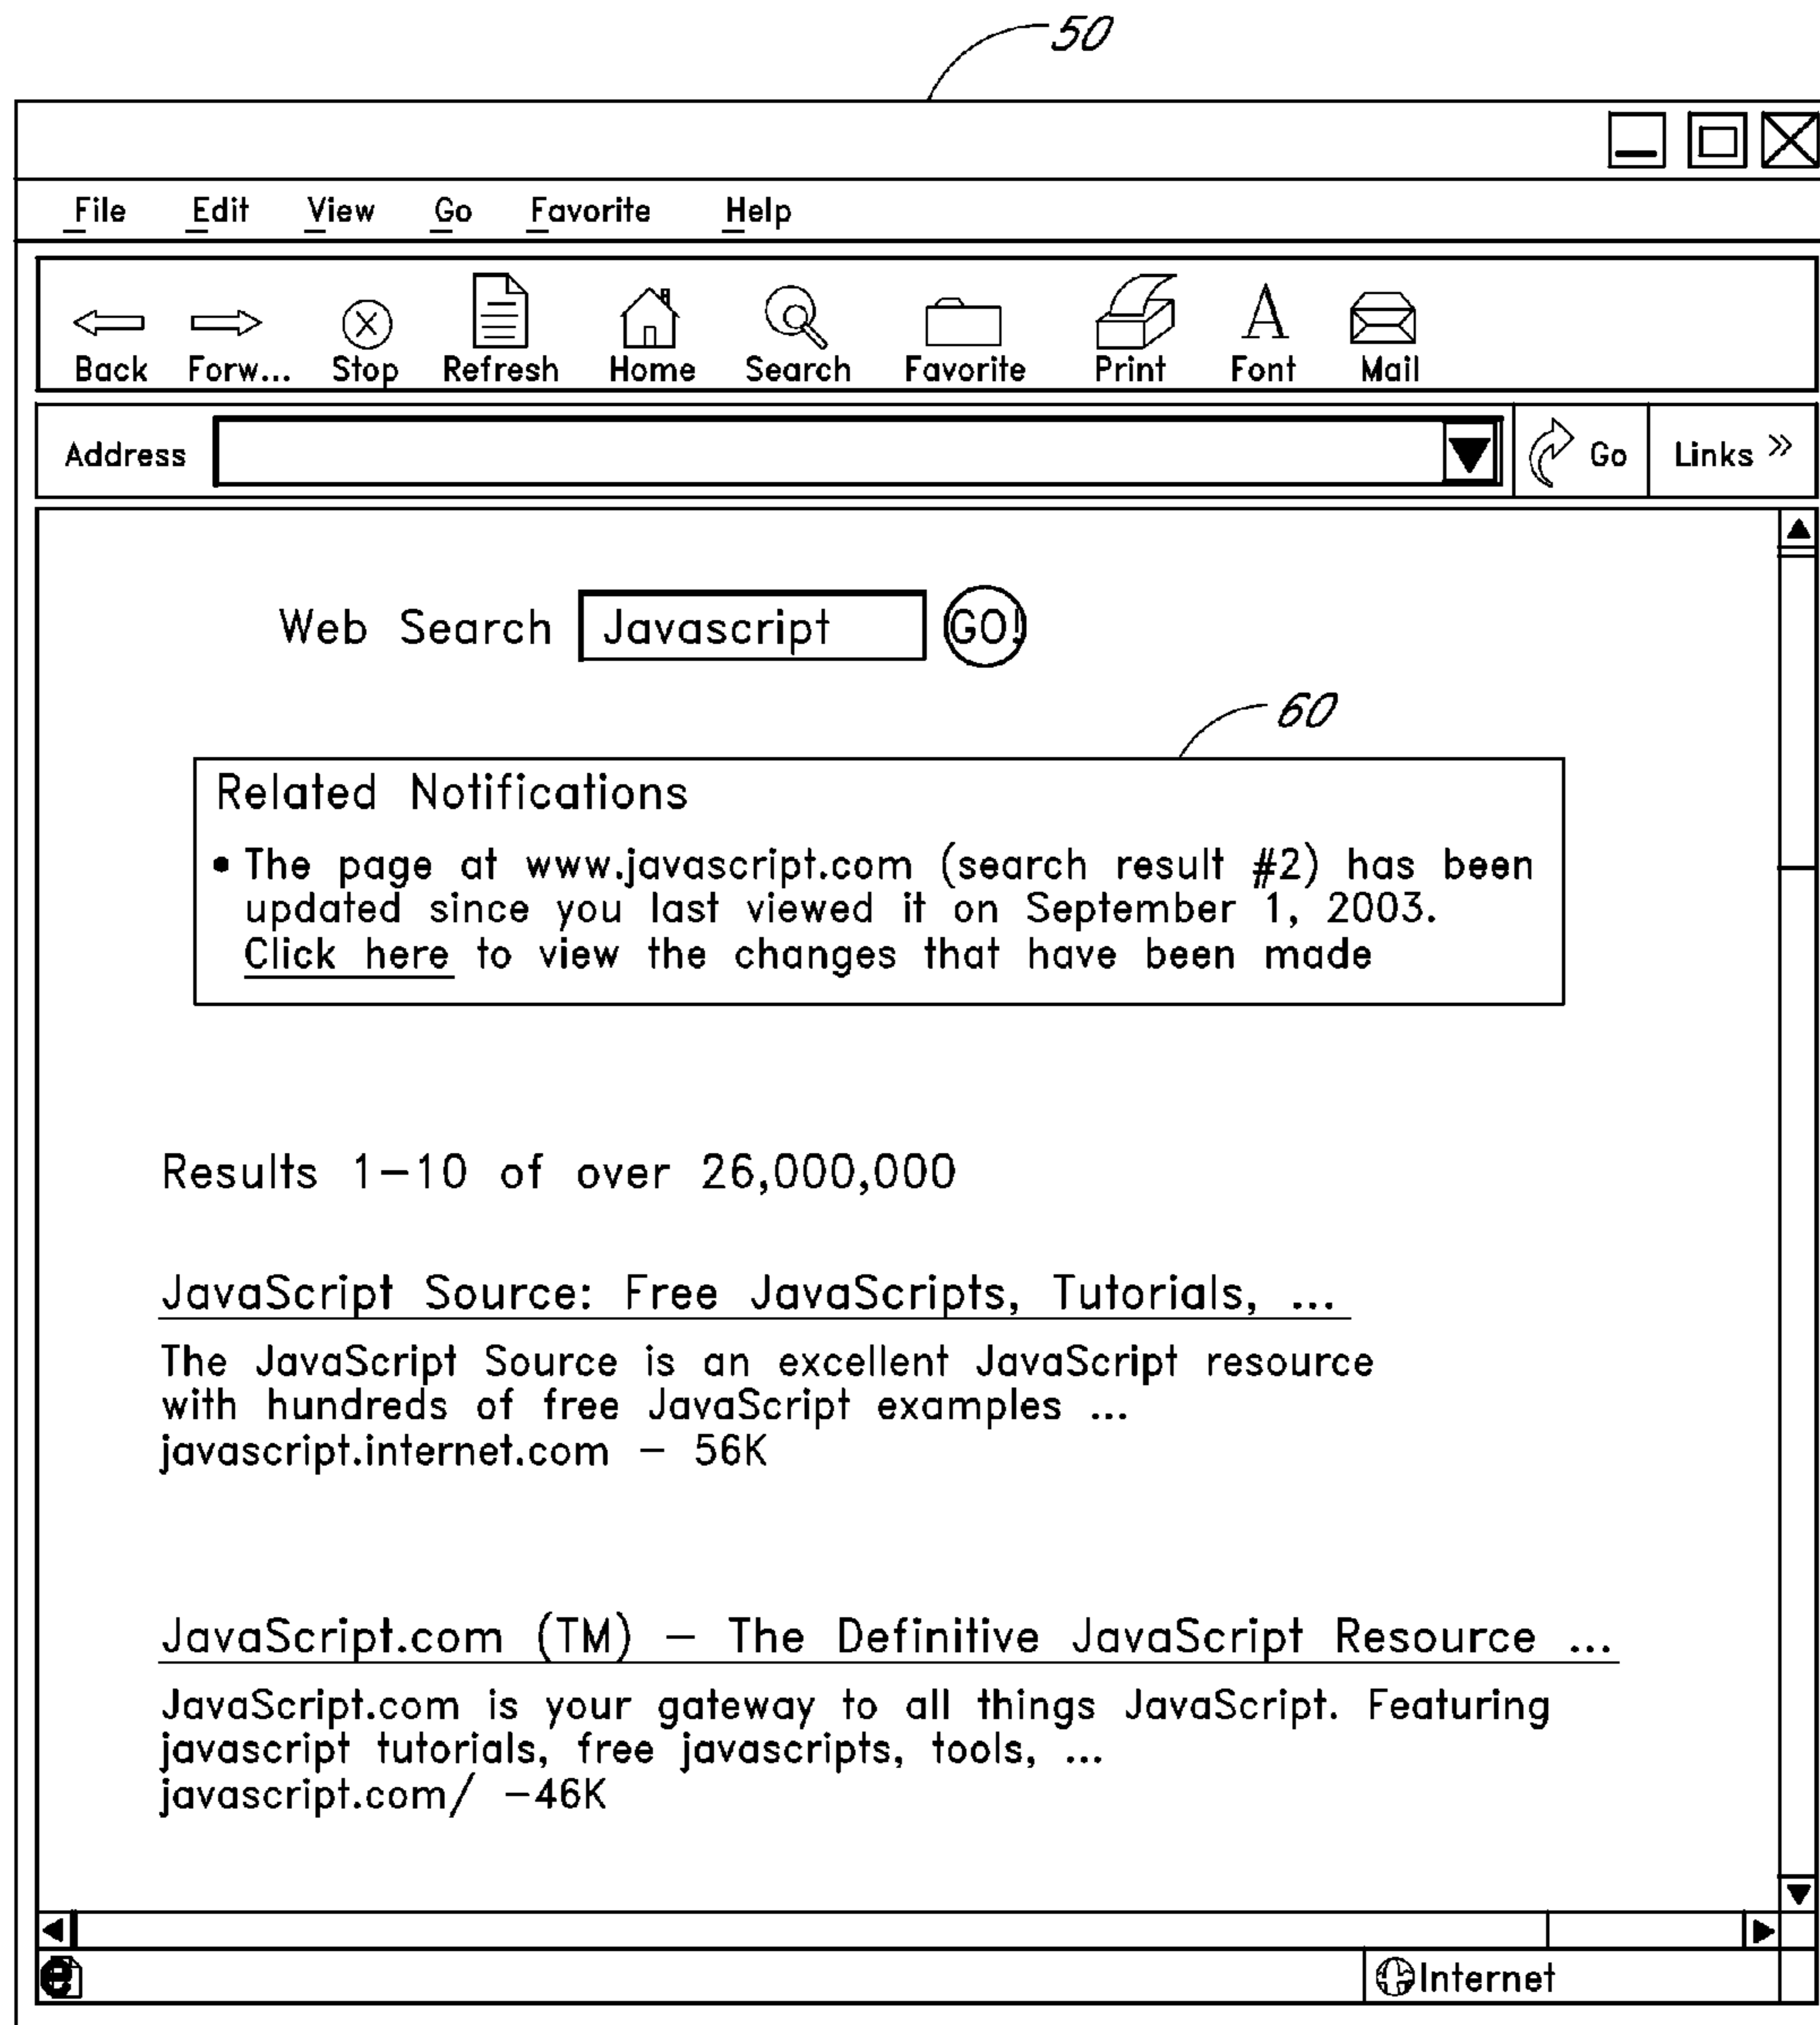 50
File Edit View Go Favorite Help
Back Forw... Stop Refresh Home Search Favorite Print Font Mail
Address Go Links »
Web Search Javascript GO!
60
Related Notifications
• The page at www.javascript.com (search result #2) has been
updated since you last viewed it on September 1, 2003.
Click here to view the changes that have been made
Results 1–10 of over 26,000,000
JavaScript Source: Free JavaScripts, Tutorials, ...
The JavaScript Source is an excellent JavaScript resource
with hundreds of free JavaScript examples ...
javascript.internet.com – 56K
JavaScript.com (TM) – The Definitive JavaScript Resource ...
JavaScript.com is your gateway to all things JavaScript. Featuring
javascript tutorials, free javascripts, tools, ...
javascript.com/ –46K
e Internet